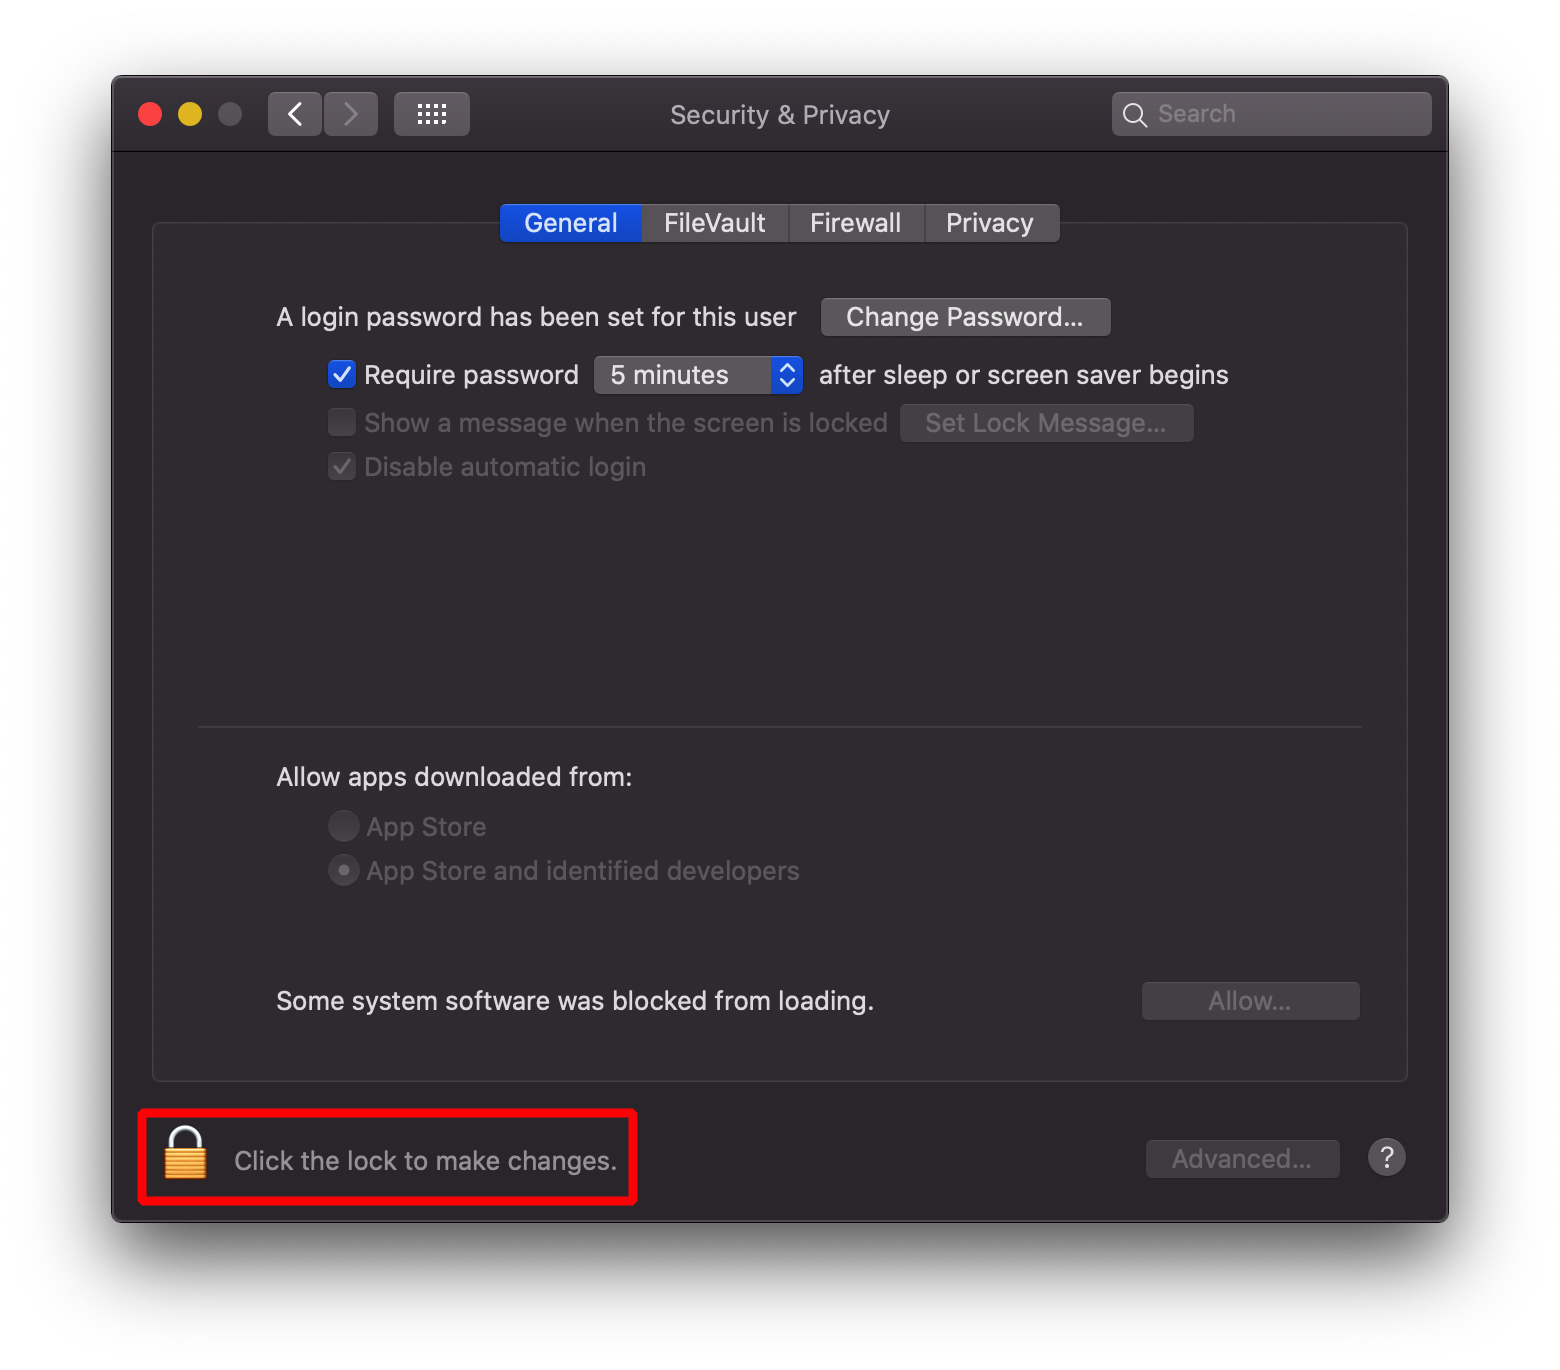 Security & Privacy
Search
General FileVault Firewall Privacy
A login password has been set for this user Change Password...
Require password 5 minutes after sleep or screen saver begins
Show a message when the screen is locked Set Lock Message...
Disable automatic login
Allow apps downloaded from:
App Store
App Store and identified developers
Some system software was blocked from loading. Allow...
Click the lock to make changes. Advanced... ?